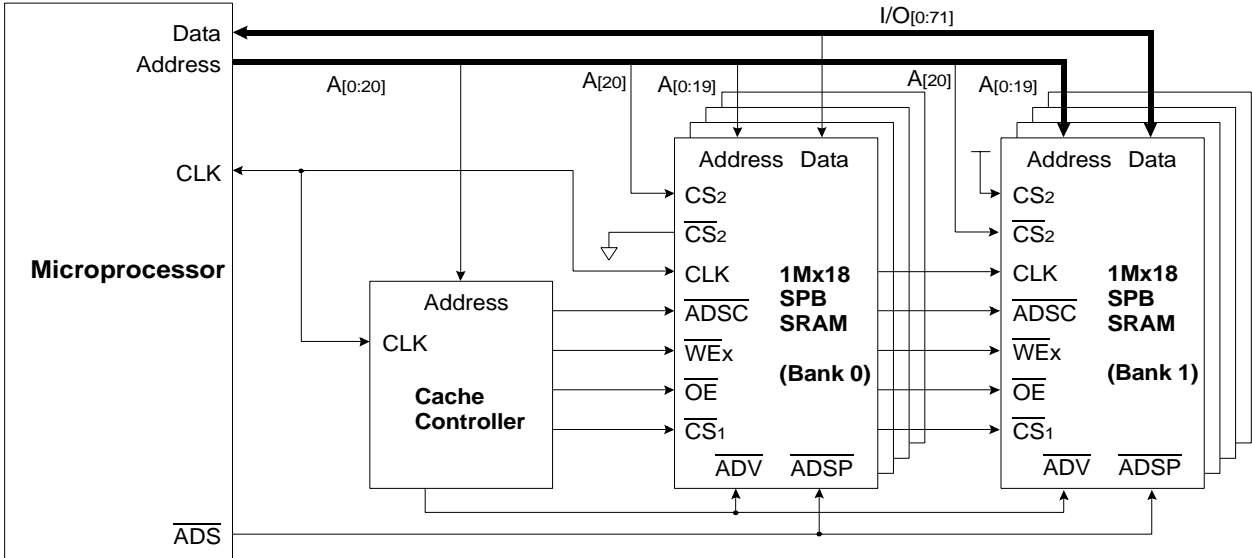 I/O[0:71]
Data
Address
A[0:20]
A[20]
A[0:19]
A[20]
A[0:19]
CLK
Microprocessor
ADS
Address
CLK
Cache
Controller
Address Data
CS2
CS2
CLK
ADSC
WEx
OE
CS1
ADV ADSP
1Mx18
SPB
SRAM
(Bank 0)
Address Data
CS2
CS2
CLK
ADSC
WEx
OE
CS1
ADV ADSP
1Mx18
SPB
SRAM
(Bank 1)